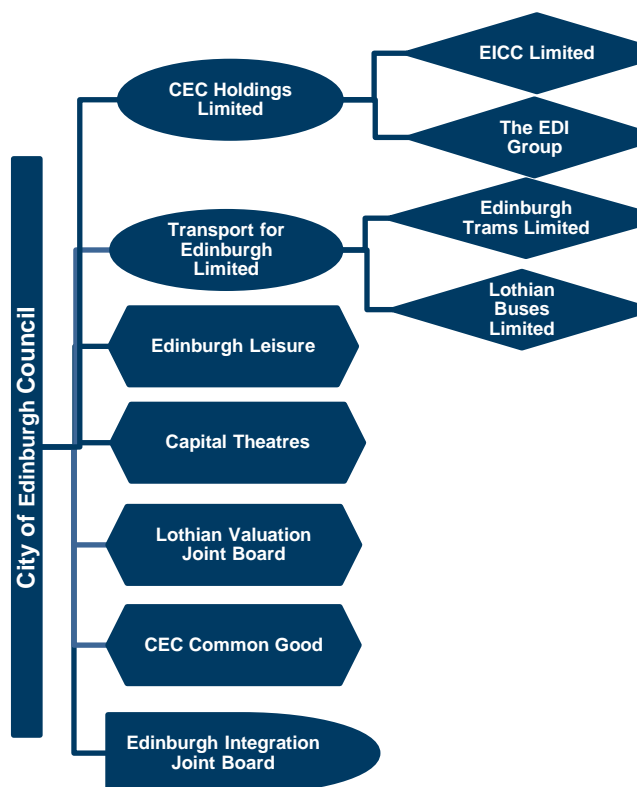 City of Edinburgh Council
CEC Holdings
Limited
EICC Limited
The EDI
Group
Transport for
Edinburgh
Limited
Edinburgh
Trams Limited
Lothian
Buses
Limited
Edinburgh Leisure
Capital Theatres
Lothian Valuation
Joint Board
CEC Common Good
Edinburgh Integration
Joint Board